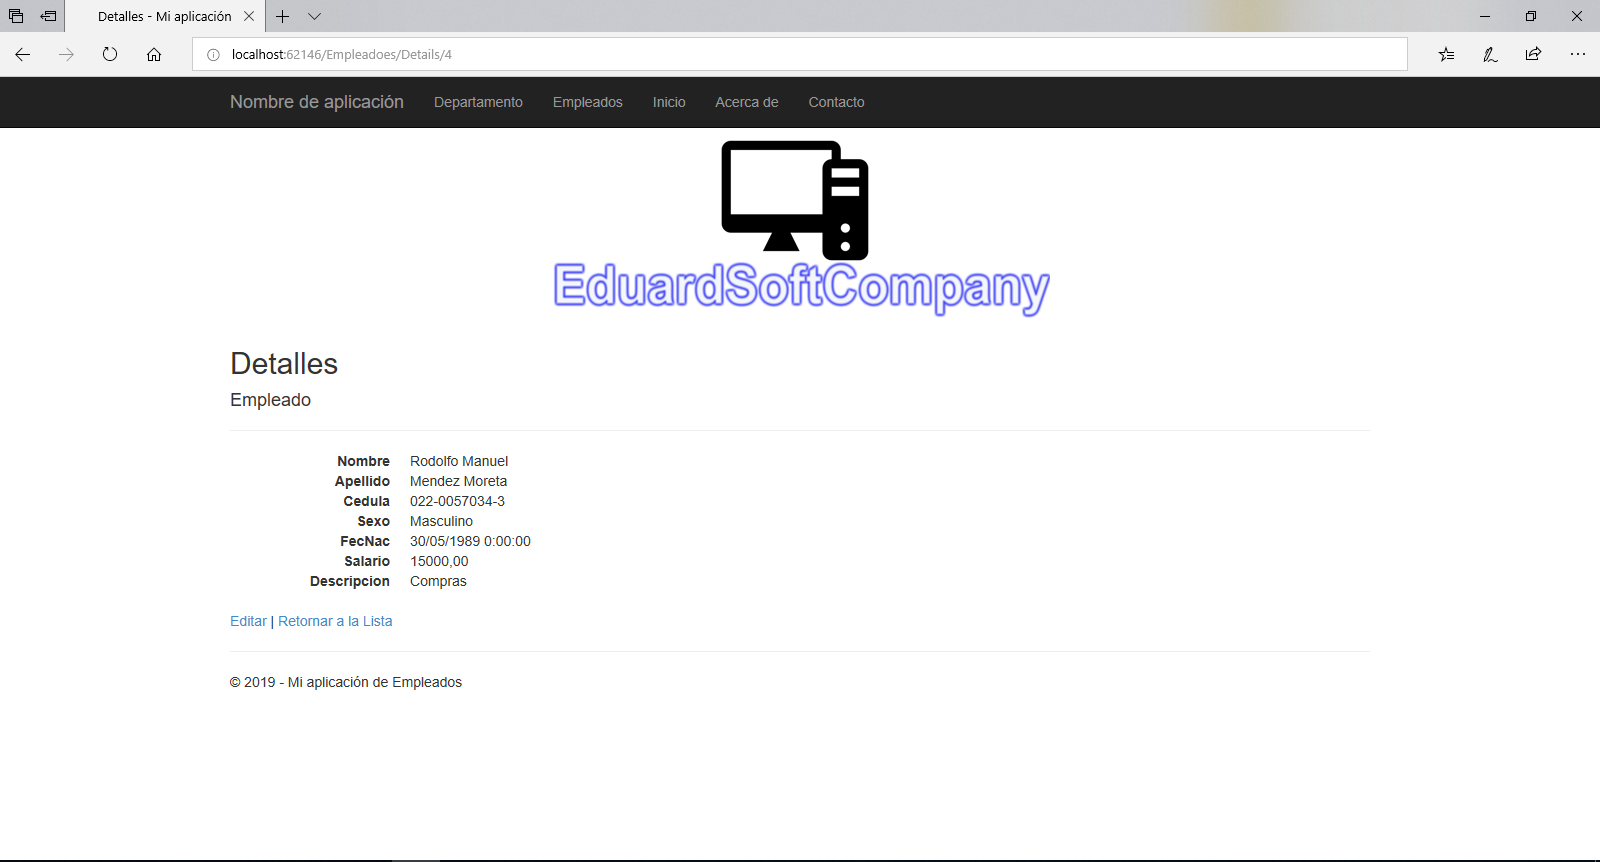 Detalles - Mi aplicación
localhost:62146/Empleadoes/Details/4
Nombre de aplicación Departamento Empleados Inicio Acerca de Contacto
EduardSoftCompany
Detalles
Empleado
Nombre Rodolfo Manuel
Apellido Mendez Moreta
Cedula 022-0057034-3
Sexo Masculino
FecNac 30/05/1989 0:00:00
Salario 15000,00
Descripcion Compras
Editar | Retornar a la Lista
© 2019 - Mi aplicación de Empleados